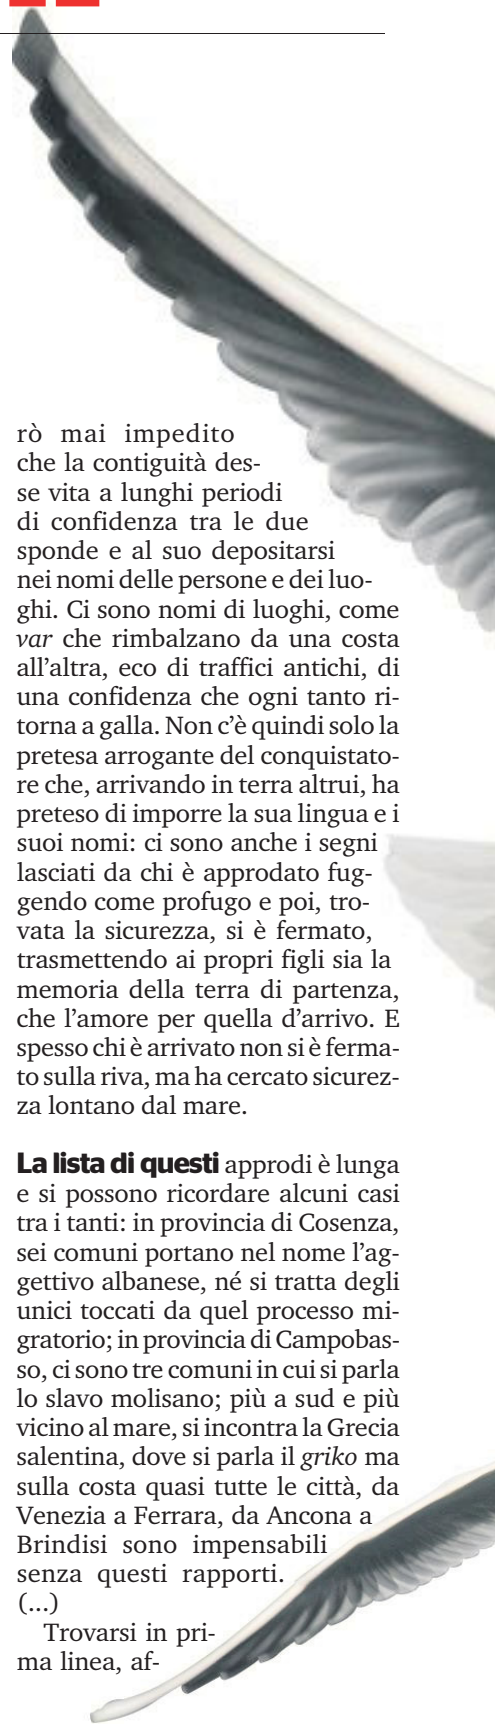 rò mai impedito
che la contiguità des-
se vita a lunghi periodi
di confidenza tra le due
sponde e al suo depositarsi
nei nomi delle persone e dei luo-
ghi. Ci sono nomi di luoghi, come
var che rimbalzano da una costa
all’altra, eco di traffici antichi, di
una confidenza che ogni tanto ri-
torna a galla. Non c’è quindi solo la
pretesa arrogante del conquistato-
re che, arrivando in terra altrui, ha
preteso di imporre la sua lingua e i
suoi nomi: ci sono anche i segni
lasciati da chi è approdato fug-
gendo come profugo e poi, tro-
vata la sicurezza, si è fermato,
trasmettendo ai propri figli sia la
memoria della terra di partenza,
che l’amore per quella d’arrivo. E
spesso chi è arrivato non si è ferma-
to sulla riva, ma ha cercato sicurez-
za lontano dal mare.
La lista di questi approdi è lunga
e si possono ricordare alcuni casi
tra i tanti: in provincia di Cosenza,
sei comuni portano nel nome l’ag-
gettivo albanese, né si tratta degli
unici toccati da quel processo mi-
gratorio; in provincia di Campobas-
so, ci sono tre comuni in cui si parla
lo slavo molisano; più a sud e più
vicino al mare, si incontra la Grecia
salentina, dove si parla il griko ma
sulla costa quasi tutte le città, da
Venezia a Ferrara, da Ancona a
Brindisi sono impensabili
senza questi rapporti.
(...)
Trovarsi in pri-
ma linea, af-